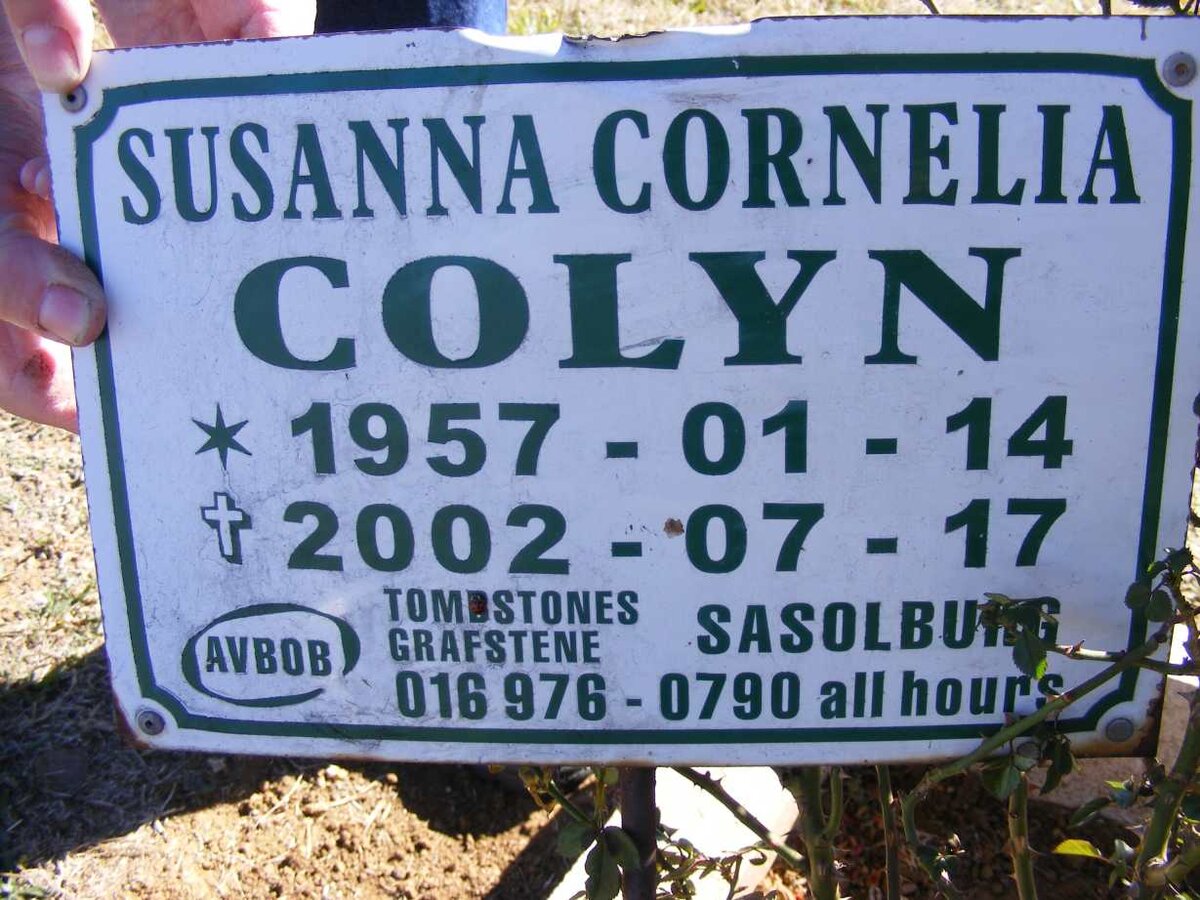 SUSANNA CORNELIA
COLYN
1957 - 01 - 14
2002 - 07 - 17
AVBOB
TOMBSTONES
GRAFSTENE
SASOLBURG
016 976 - 0790 all hours